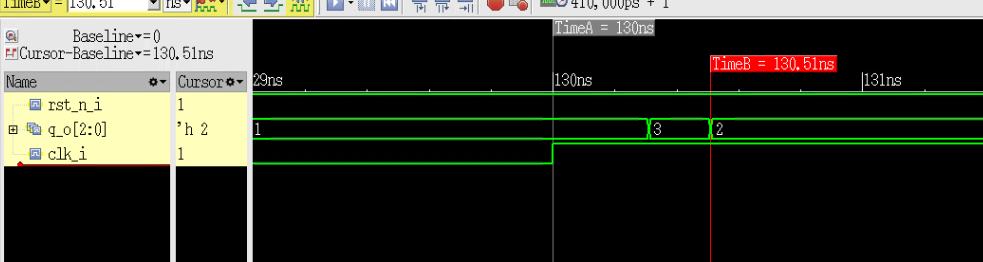 TimeB = 130.51 ns 410,000ps + 1
TimeA = 130ns
Baseline=0
Cursor-Baseline=130.51ns
TimeB = 130.51ns
Name Cursor 29ns 130ns 131ns
rst_n_i 1
q_o[2:0] 'h 2 1 3 2
clk_i 1